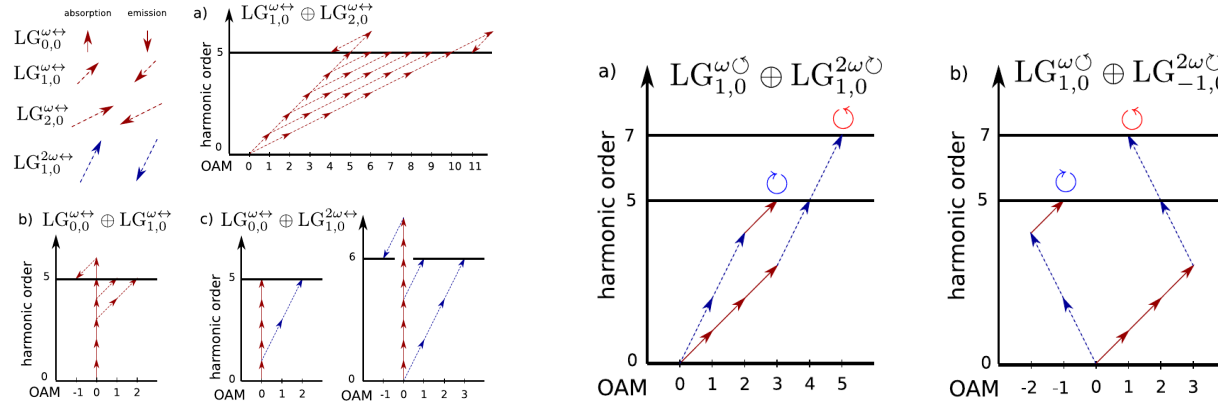 absorption emission
LG^{ω↔}_{0,0}
LG^{ω↔}_{1,0}
LG^{ω↔}_{2,0}
LG^{2ω↔}_{1,0}
a) LG^{ω↔}_{1,0} ⊕ LG^{ω↔}_{2,0}
harmonic order
5
0
OAM 0 1 2 3 4 5 6 7 8 9 10 11
b) LG^{ω↔}_{0,0} ⊕ LG^{ω↔}_{1,0}
harmonic order
5
0
OAM -1 0 1 2
c) LG^{ω↔}_{0,0} ⊕ LG^{2ω↔}_{1,0}
harmonic order
5
0
OAM 0 1 2
6
0
-1 0 1 2 3
a) LG^{ω↺}_{1,0} ⊕ LG^{2ω↻}_{1,0}
harmonic order
7
5
0
OAM 0 1 2 3 4 5
b) LG^{ω↺}_{1,0} ⊕ LG^{2ω↻}_{-1,0}
harmonic order
7
5
0
OAM -2 -1 0 1 2 3